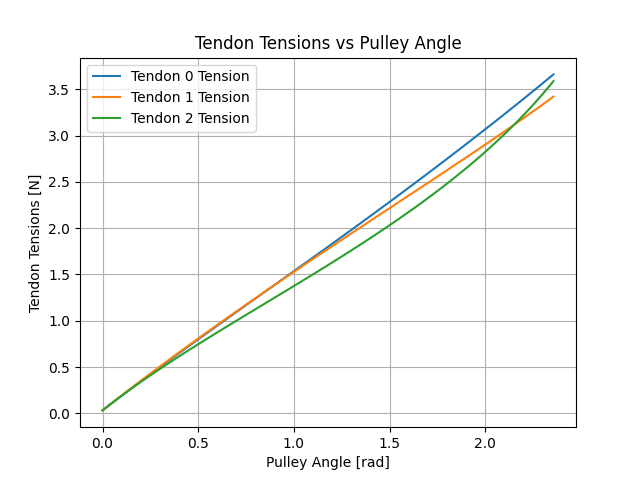 Tendon Tensions vs Pulley Angle
Tendon 0 Tension
Tendon 1 Tension
Tendon 2 Tension
Tendon Tensions [N]
3.5
3.0
2.5
2.0
1.5
1.0
0.5
0.0
0.0
0.5
1.0
1.5
2.0
Pulley Angle [rad]